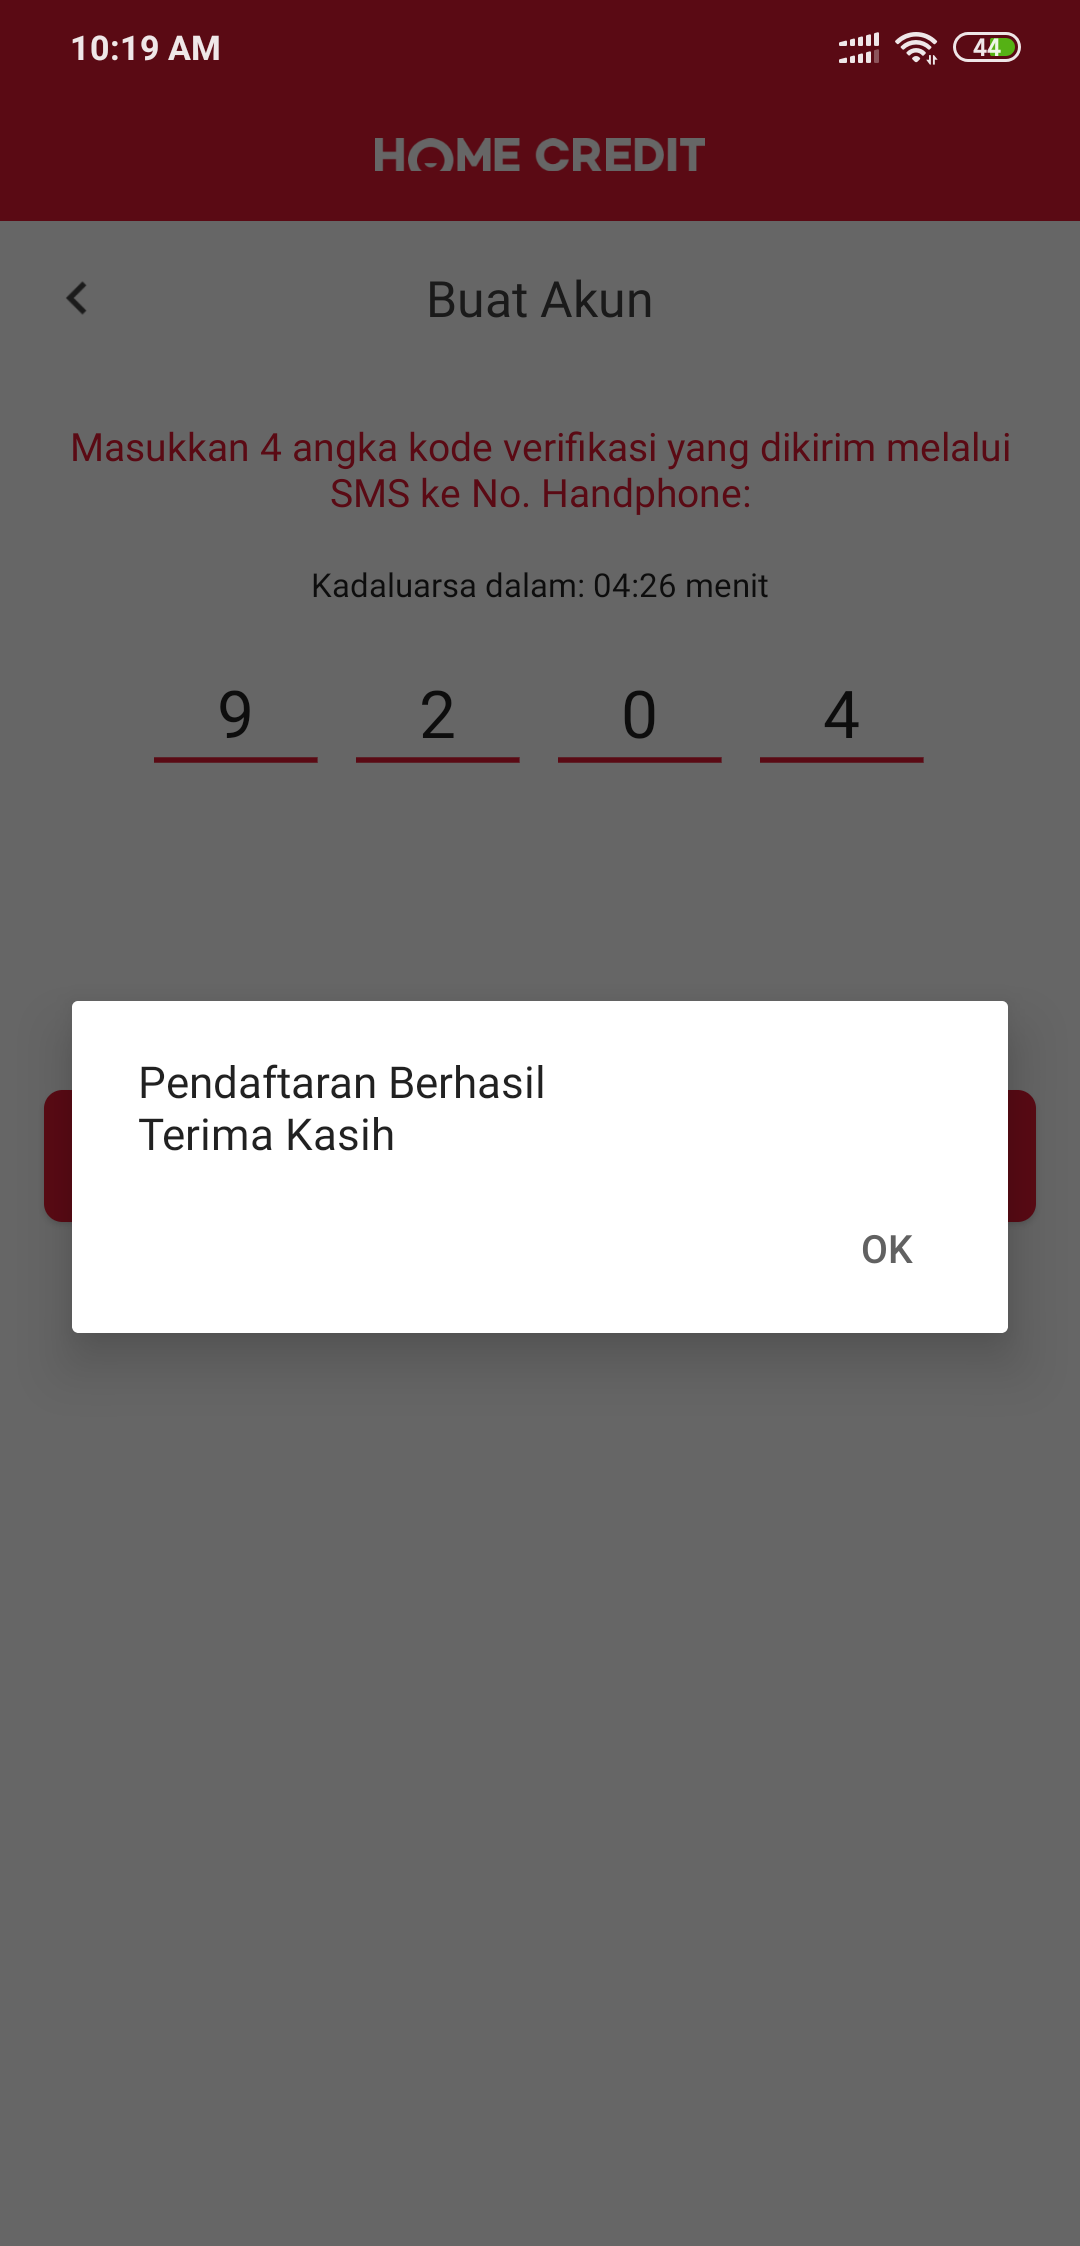 10:19 AM
44
HOME CREDIT
Buat Akun
Masukkan 4 angka kode verifikasi yang dikirim melalui
SMS ke No. Handphone:
Kadaluarsa dalam: 04:26 menit
9 2 0 4
Pendaftaran Berhasil
Terima Kasih
OK